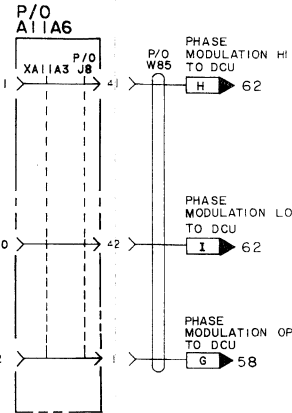 P/O
A11A6
P/O
XA11A3 J8
P/O
W85
PHASE
MODULATION HI
TO DCU
1 41 H 62
PHASE
MODULATION LO
TO DCU
0 42 I 62
PHASE
MODULATION OP
TO DCU
2 1 G 58